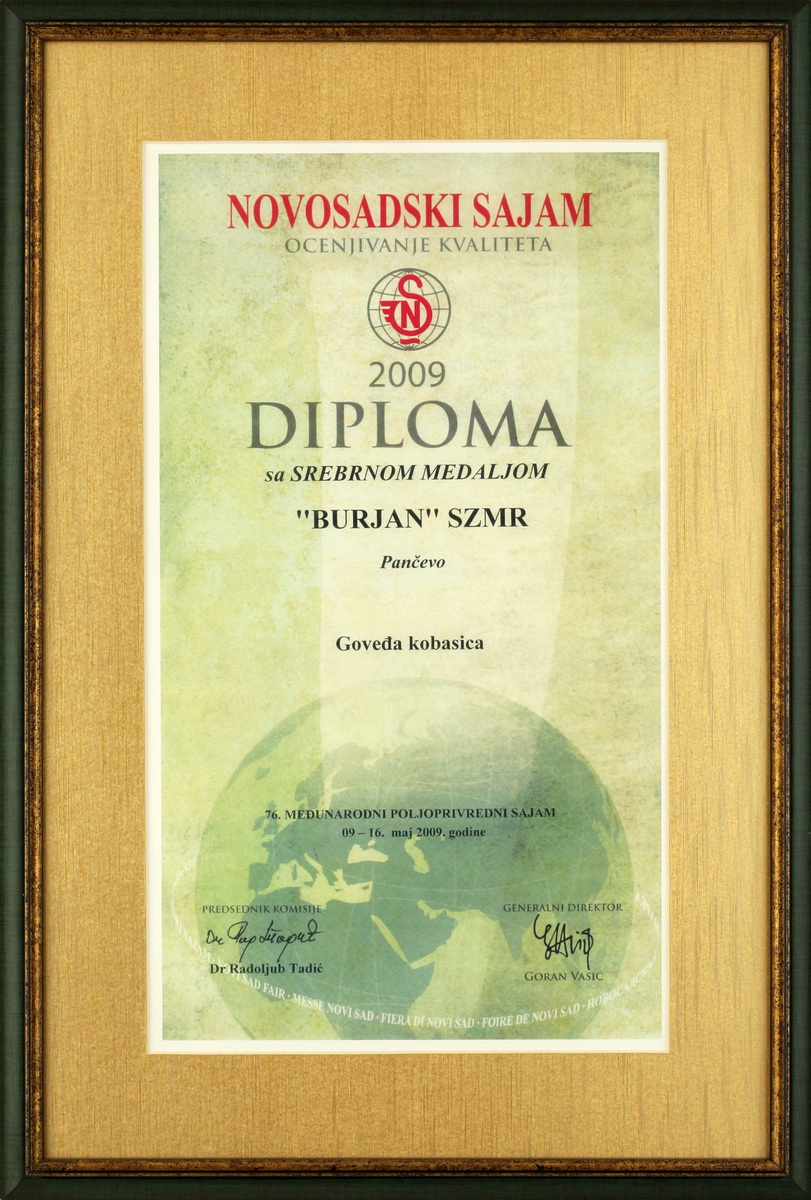 NOVOSADSKI SAJAM
OCENJIVANJE KVALITETA
NS
2009
DIPLOMA
sa SREBRNOM MEDALJOM
"BURJAN" SZMR
Pančevo
Goveđa kobasica
76. MEĐUNARODNI POLJOPRIVREDNI SAJAM
09 – 16. maj 2009. godine
PREDSEDNIK KOMISIJE
Dr Radoljub Tadić
GENERALNI DIREKTOR
GORAN VASIC
SAD FAIR · MESSE NOVI SAD · FIERA DI NOVI SAD · FOIRE DE NOVI SAD ·